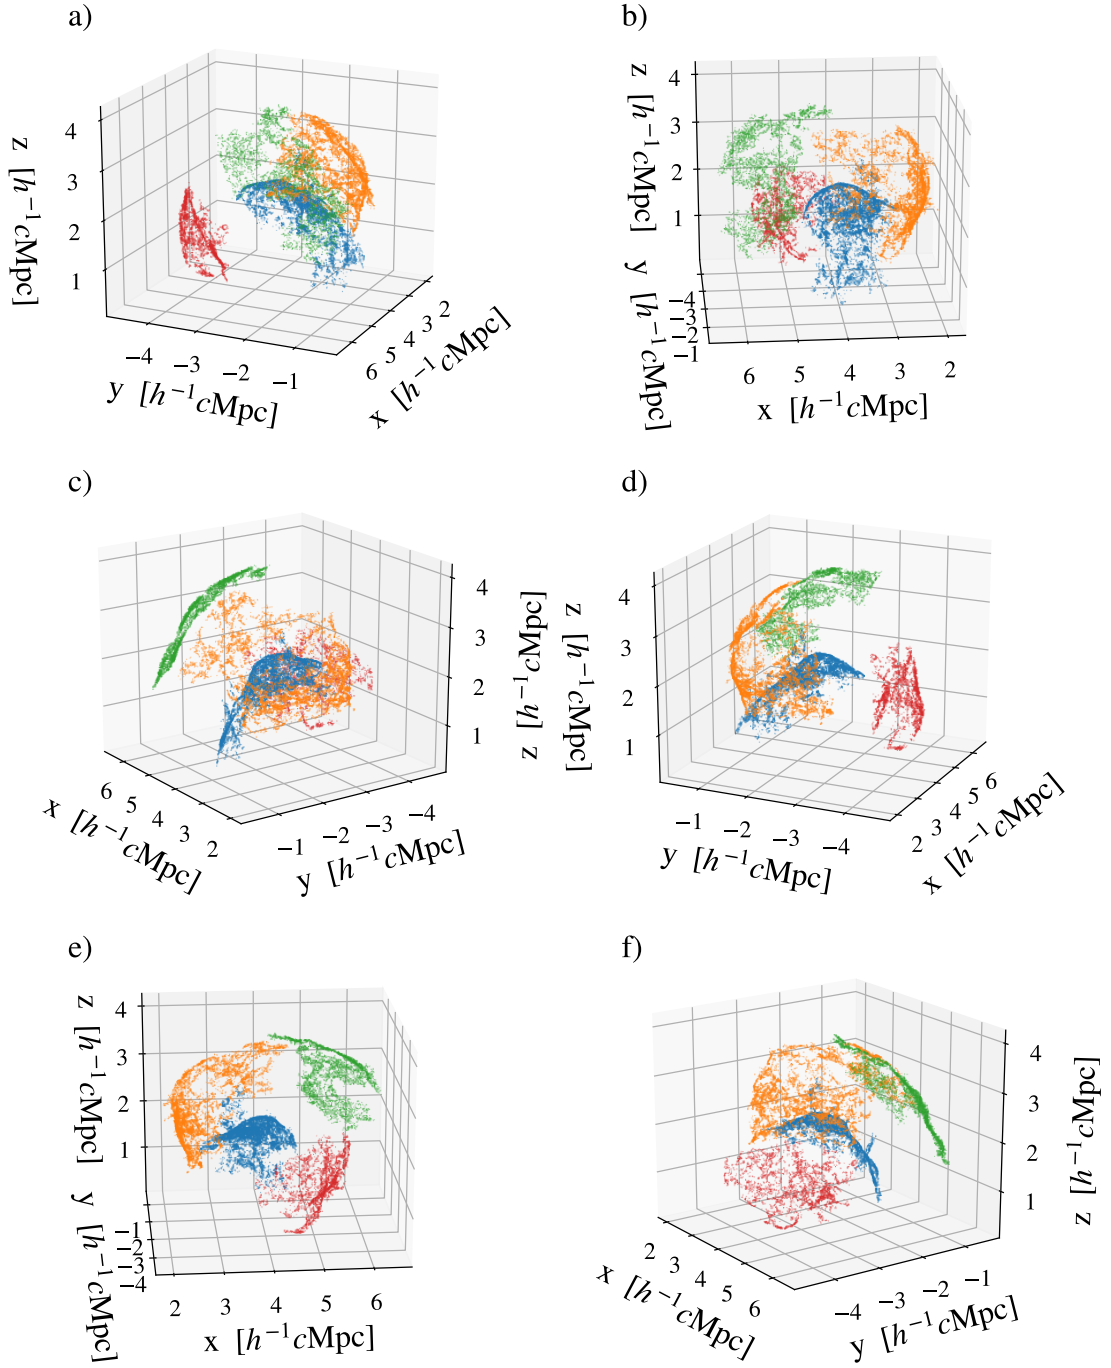 a)
4
3
2
1
z [h⁻¹cMpc]
−4
−3
−2
−1
y [h⁻¹cMpc]
6 5 4 3 2
x [h⁻¹cMpc]
b)
4
3
2
1
z [h⁻¹cMpc]
−4
−3
−2
−1
y [h⁻¹cMpc]
6 5 4 3 2
x [h⁻¹cMpc]
c)
4
3
2
1
z [h⁻¹cMpc]
6 5 4 3 2
x [h⁻¹cMpc]
−1 −2 −3 −4
y [h⁻¹cMpc]
d)
4
3
2
1
z [h⁻¹cMpc]
−1 −2 −3 −4
y [h⁻¹cMpc]
2 3 4 5 6
x [h⁻¹cMpc]
e)
4
3
2
1
z [h⁻¹cMpc]
−1
−2
−3
−4
y [h⁻¹cMpc]
2 3 4 5 6
x [h⁻¹cMpc]
f)
4
3
2
1
z [h⁻¹cMpc]
2 3 4 5 6
x [h⁻¹cMpc]
−4 −3 −2 −1
y [h⁻¹cMpc]